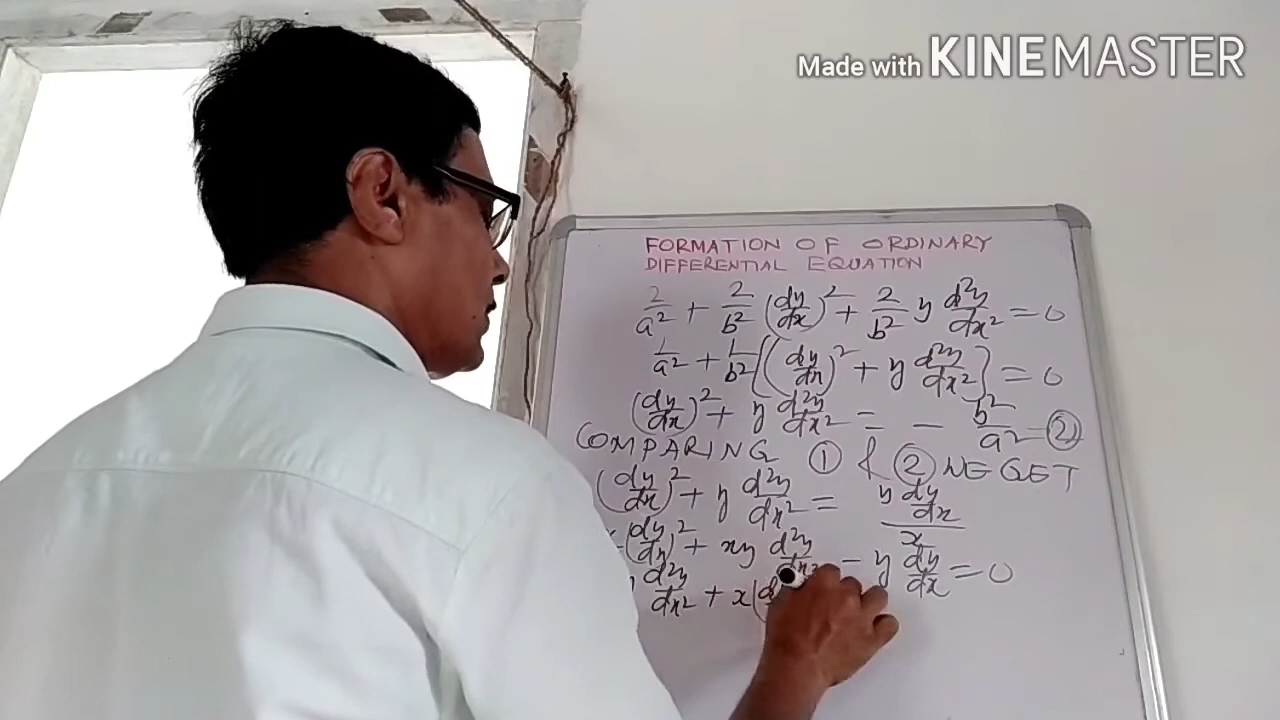 Made with KINEMASTER
FORMATION OF ORDINARY
DIFFERENTIAL EQUATION
2/a² + 2/b² (dy/dx)² + 2/b² y d²y/dx² = 0
1/a² + 1/b² {(dy/dx)² + y d²y/dx²} = 0
(dy/dx)² + y d²y/dx² = - b²/a² - ②
COMPARING ① & ② WE GET
(dy/dx)² + y d²y/dx² = y dy/dx / x
(dy/dx)² + xy d²y/dx² - y dy/dx = 0
d²y/dx² + x(d